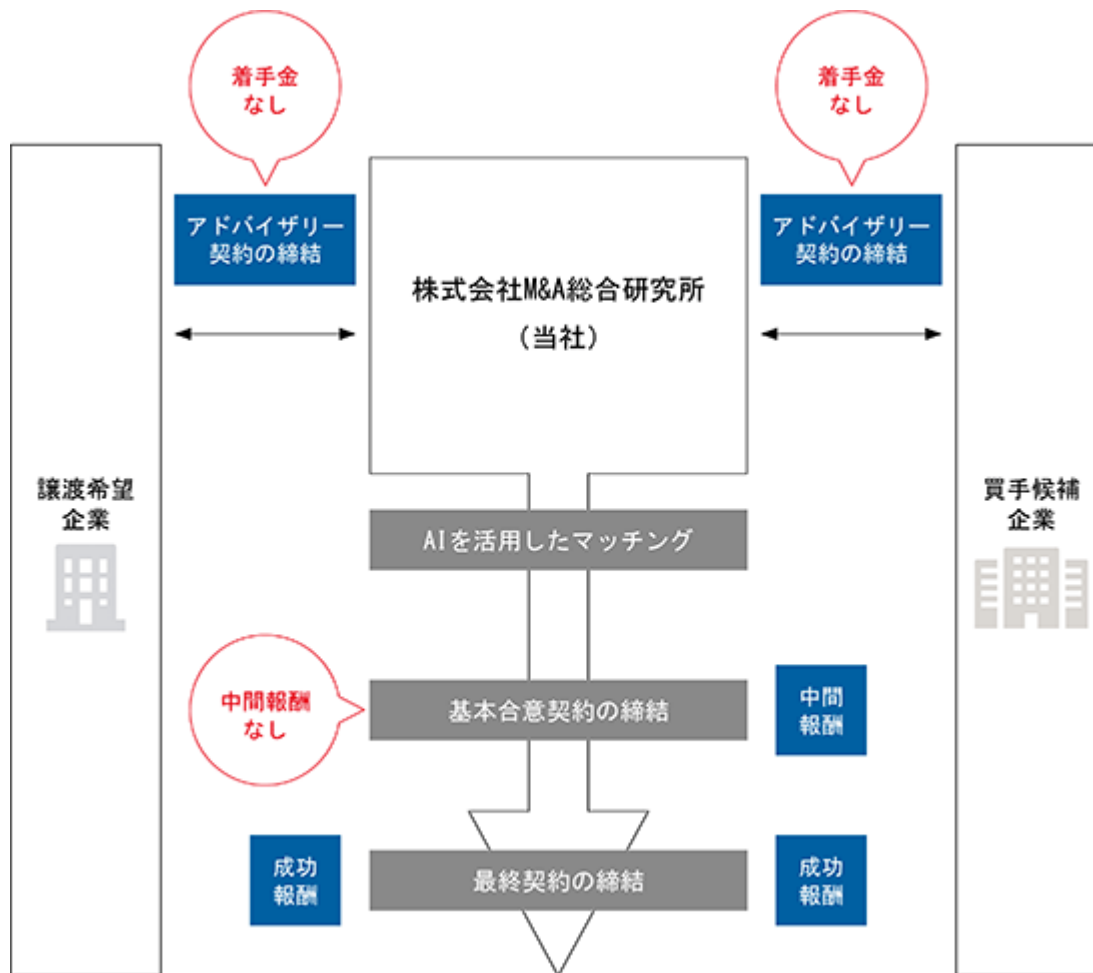 着手金
なし
着手金
なし
アドバイザリー
契約の締結
アドバイザリー
契約の締結
株式会社M&A総合研究所
（当社）
譲渡希望
企業
買手候補
企業
AIを活用したマッチング
中間報酬
なし
基本合意契約の締結
中間
報酬
成功
報酬
最終契約の締結
成功
報酬